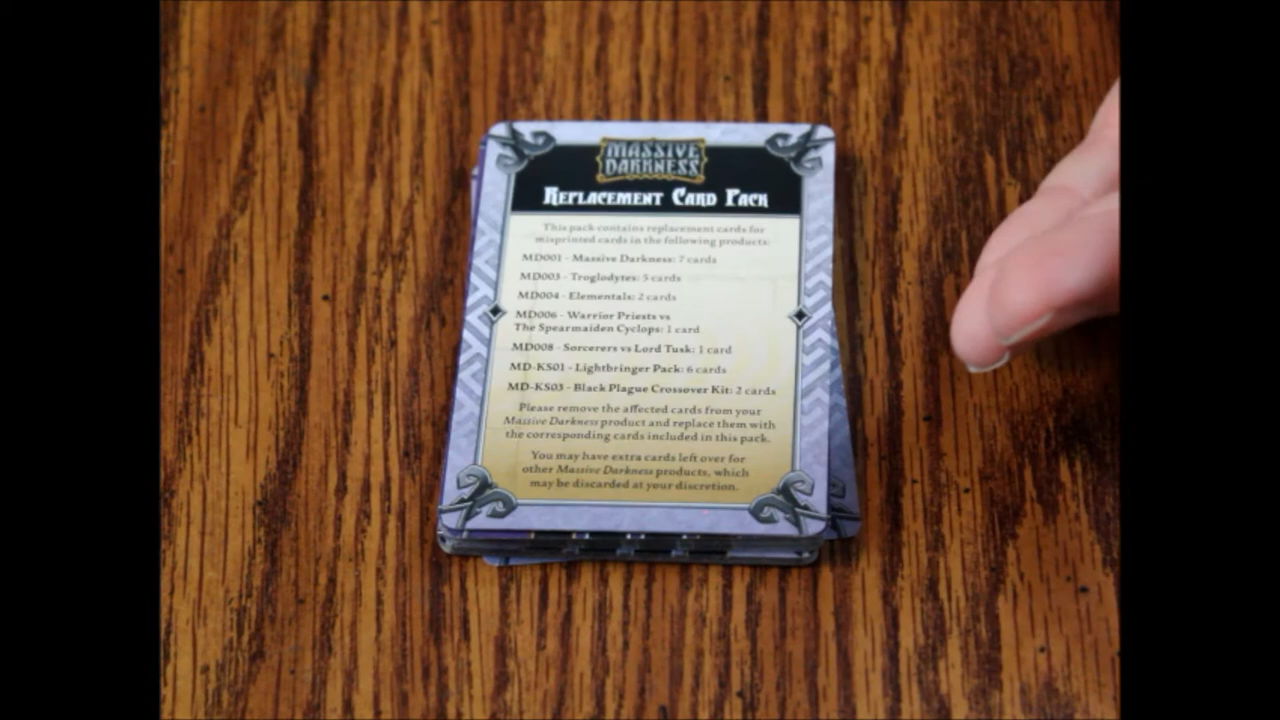 MASSIVE
DARKNESS
Replacement Card Pack
This pack contains replacement cards for
misprinted cards in the following products:
MD001 - Massive Darkness: 7 cards
MD003 - Troglodytes: 5 cards
MD004 - Elementals: 2 cards
MD006 - Warrior Priests vs
The Spearmaiden Cyclops: 1 card
MD008 - Sorcerers vs Lord Tusk: 1 card
MD-KS01 - Lightbringer Pack: 6 cards
MD-KS03 - Black Plague Crossover Kit: 2 cards
Please remove the affected cards from your
Massive Darkness product and replace them with
the corresponding cards included in this pack.
You may have extra cards left over for
other Massive Darkness products, which
may be discarded at your discretion.